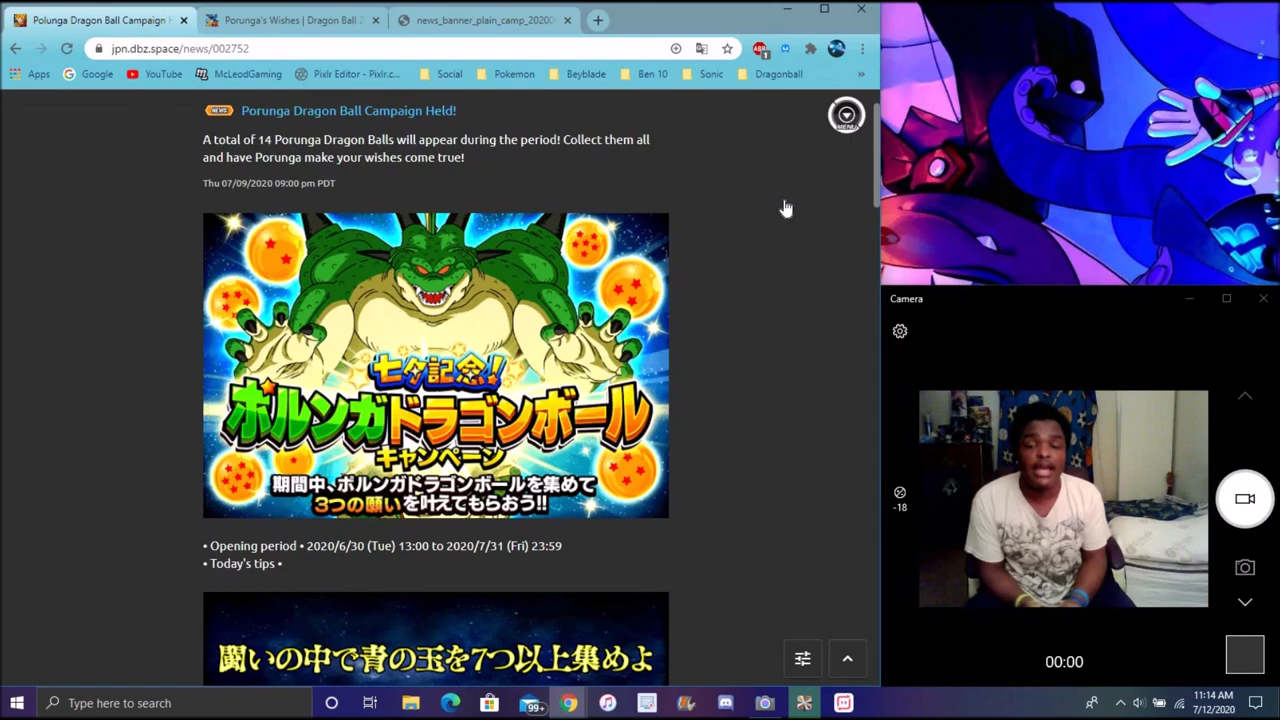 Polunga Dragon Ball Campaign H
Porunga's Wishes | Dragon Ball Z
news_banner_plain_camp_20200
jpn.dbz.space/news/002752
Apps
Google
YouTube
McLeodGaming
Pixlr Editor - Pixlr.c...
Social
Pokemon
Beyblade
Ben 10
Sonic
Dragonball
»
NEWS
Porunga Dragon Ball Campaign Held!
MENU
A total of 14 Porunga Dragon Balls will appear during the period! Collect them all
and have Porunga make your wishes come true!
Thu 07/09/2020 09:00 pm PDT
七夕記念!
ポルンガドラゴンボール
キャンペーン
期間中、ポルンガドラゴンボールを集めて
3つの願いを叶えてもらおう!!
• Opening period • 2020/6/30 (Tue) 13:00 to 2020/7/31 (Fri) 23:59
• Today's tips •
闘いの中で青の玉を7つ以上集めよ
Camera
-18
00:00
Type here to search
99+
11:14 AM
7/12/2020